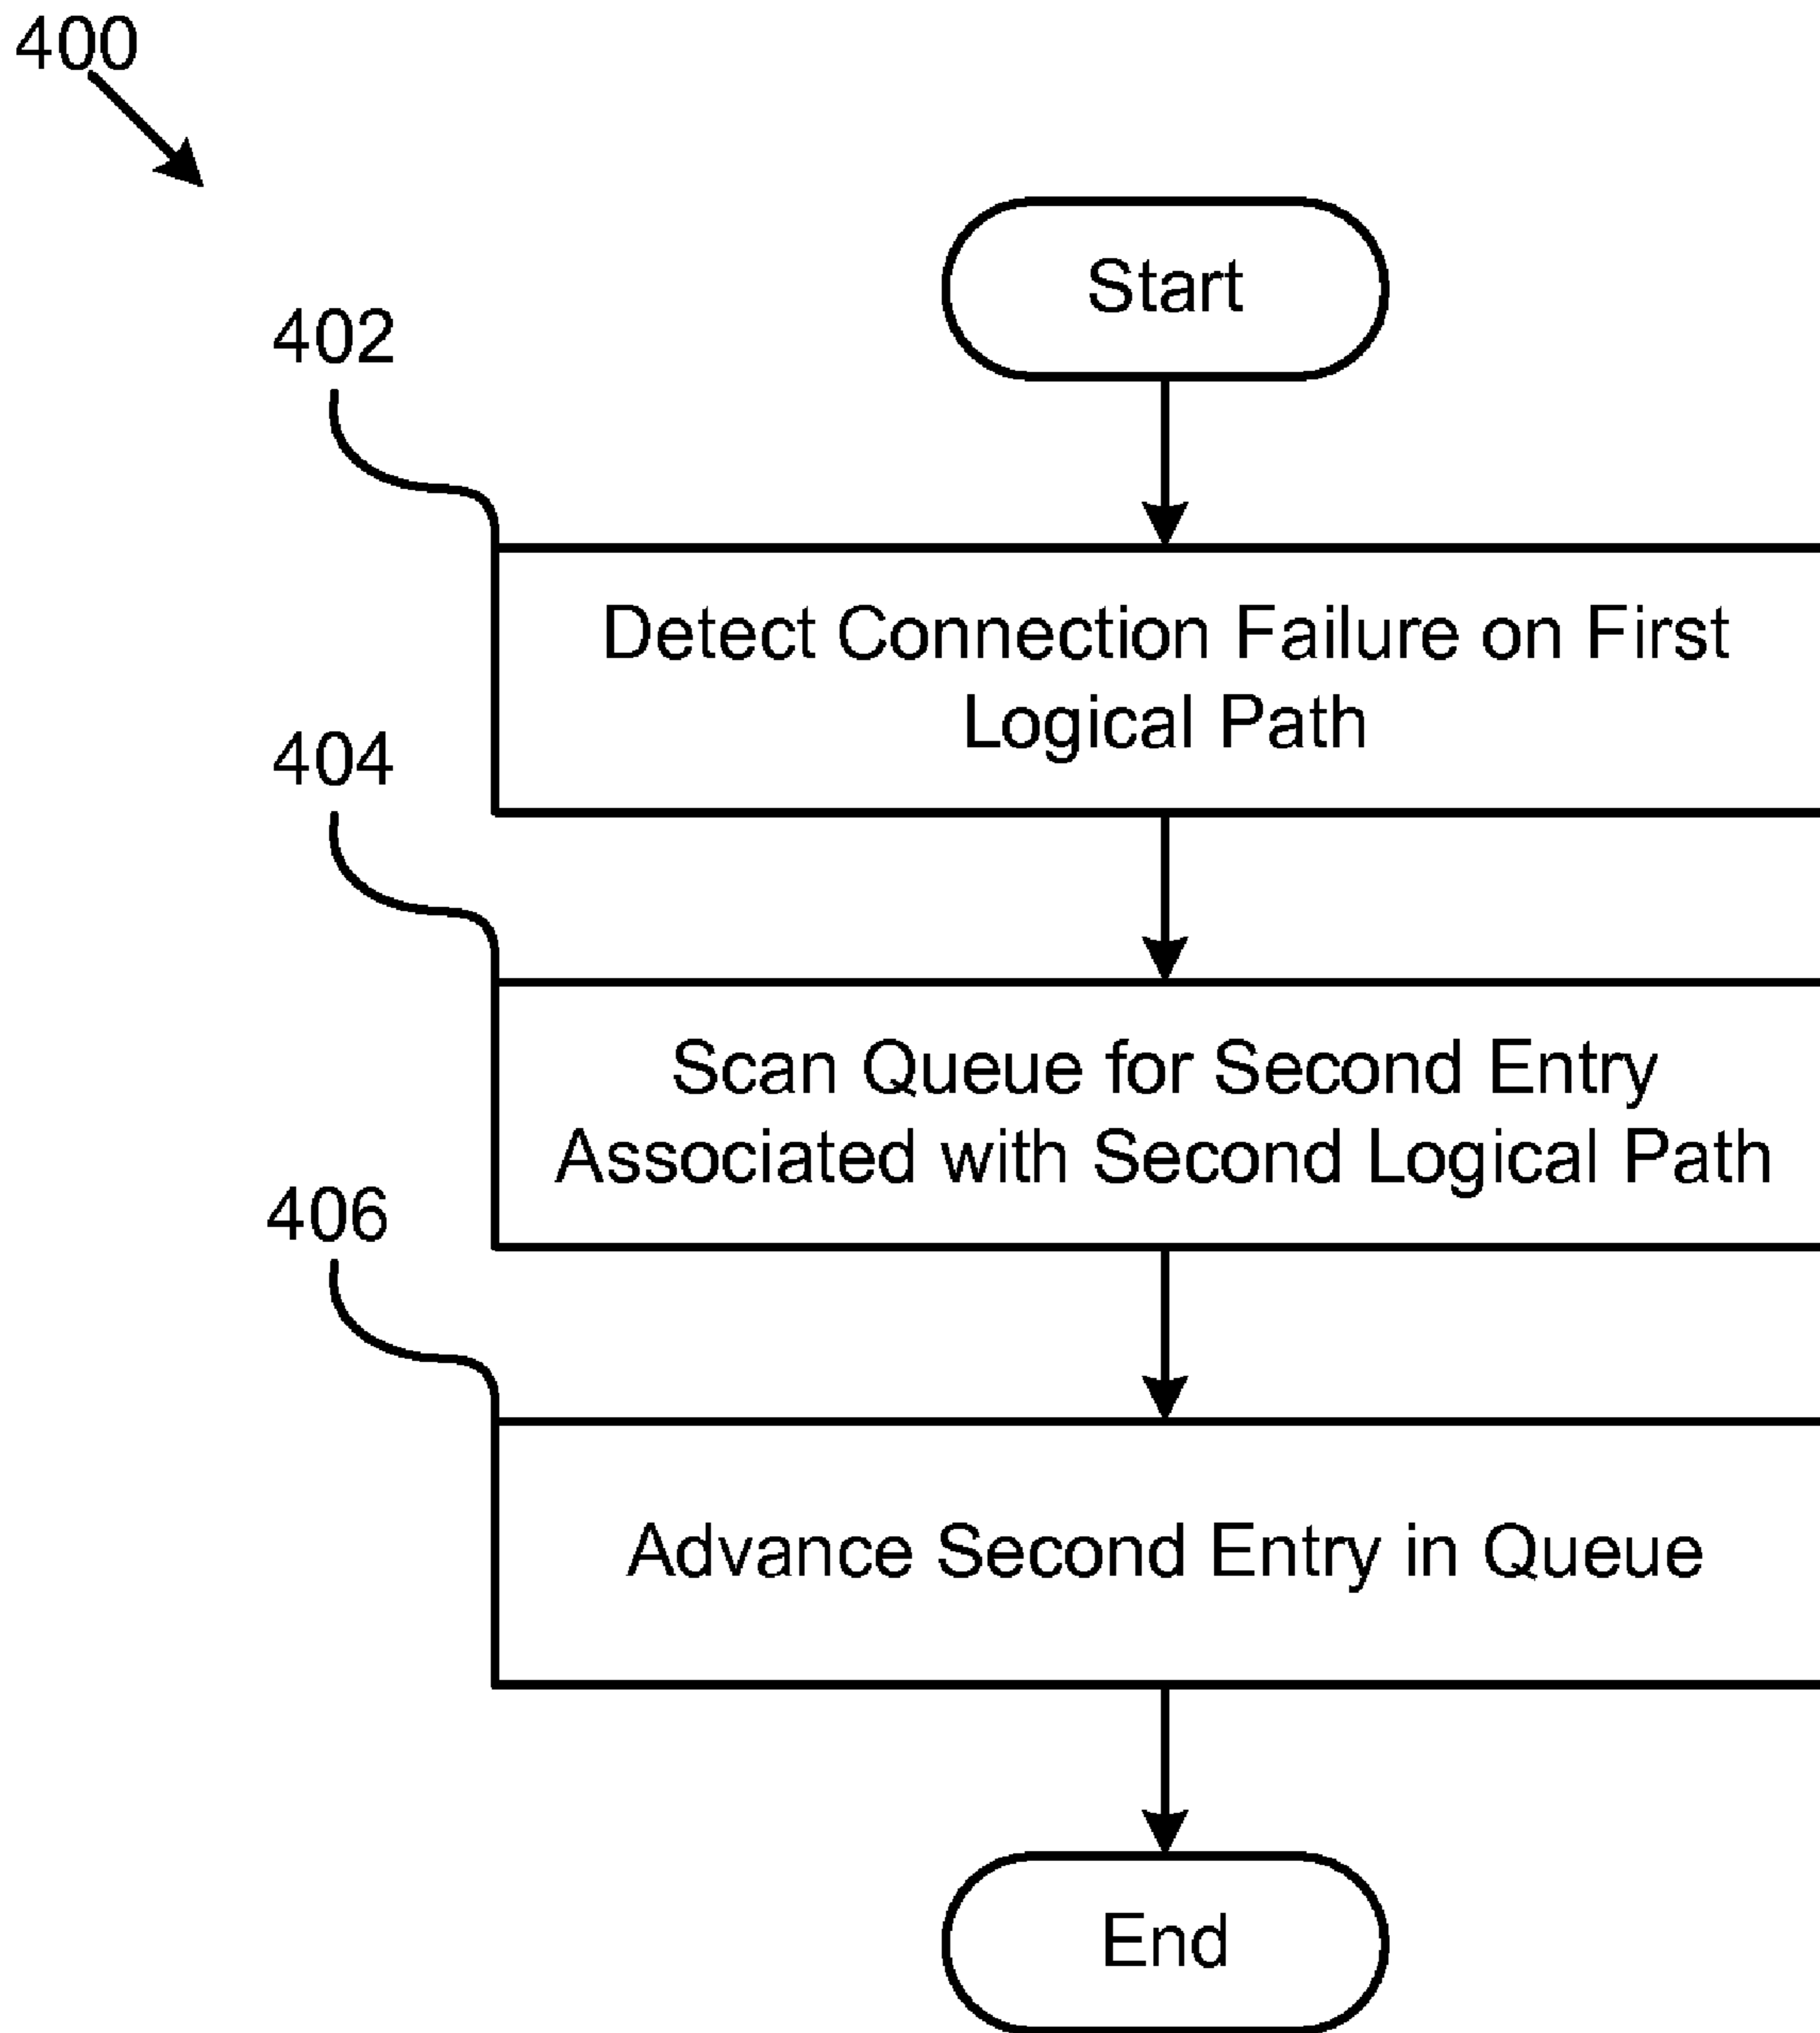 400
Start
402
Detect Connection Failure on First
Logical Path
404
Scan Queue for Second Entry
Associated with Second Logical Path
406
Advance Second Entry in Queue
End